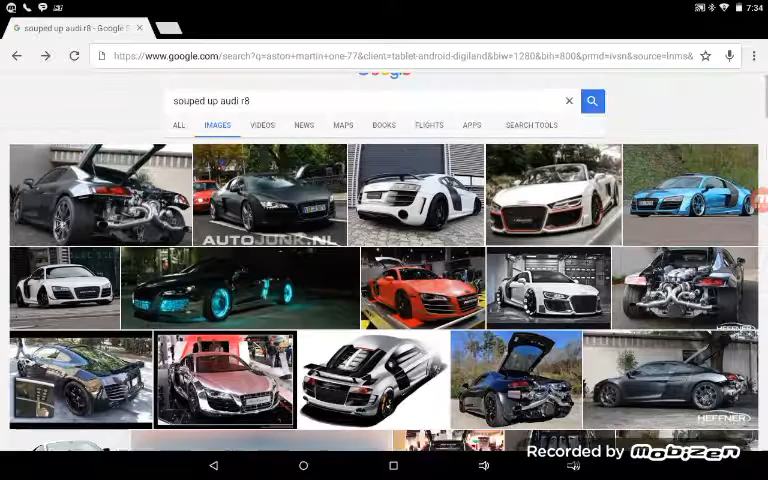 7:34
souped up audi r8 - Google S
https://www.google.com/search?q=aston+martin+one-77&client=tablet-android-digiland&biw=1280&bih=800&prmd=ivsn&source=lnms&
souped up audi r8
ALL IMAGES VIDEOS NEWS MAPS BOOKS FLIGHTS APPS SEARCH TOOLS
AUTOJUNK.NL
HEFFNER
HEFFNER
Recorded by Mobizen